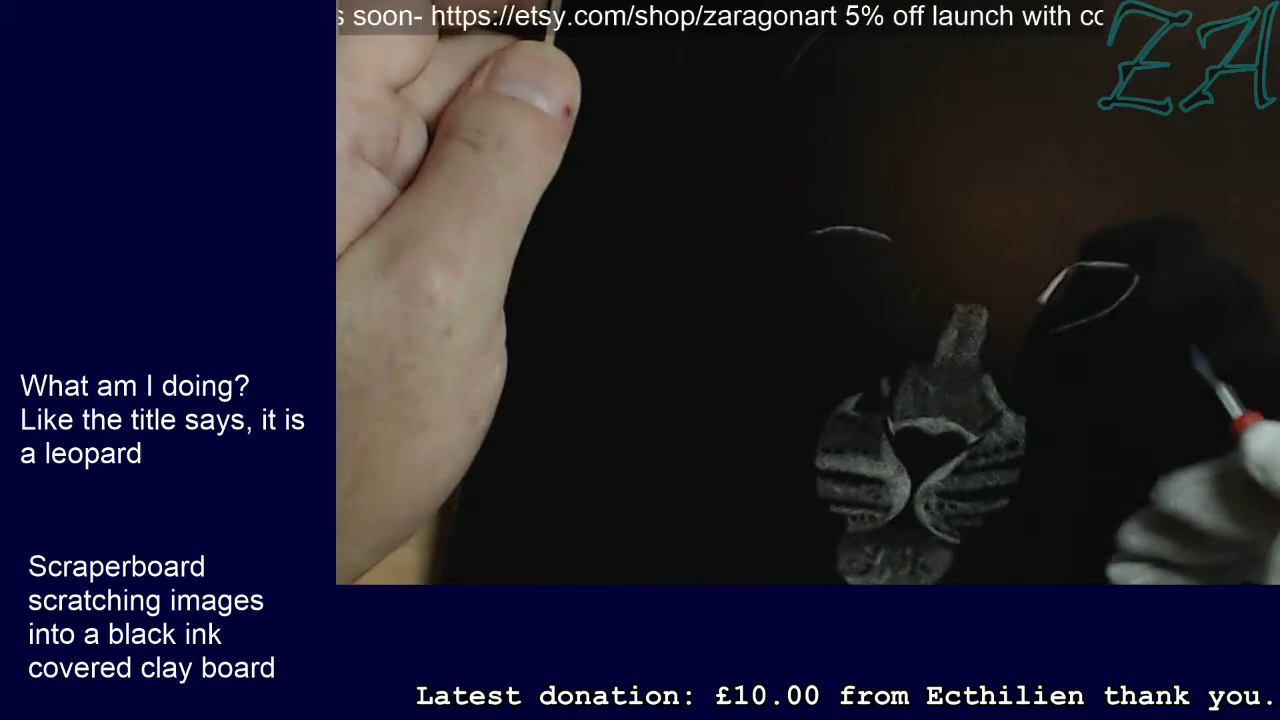 s soon- https://etsy.com/shop/zaragonart 5% off launch with cc
ZA
What am I doing?
Like the title says, it is
a leopard
Scraperboard
scratching images
into a black ink
covered clay board
Latest donation: £10.00 from Ecthilien thank you.